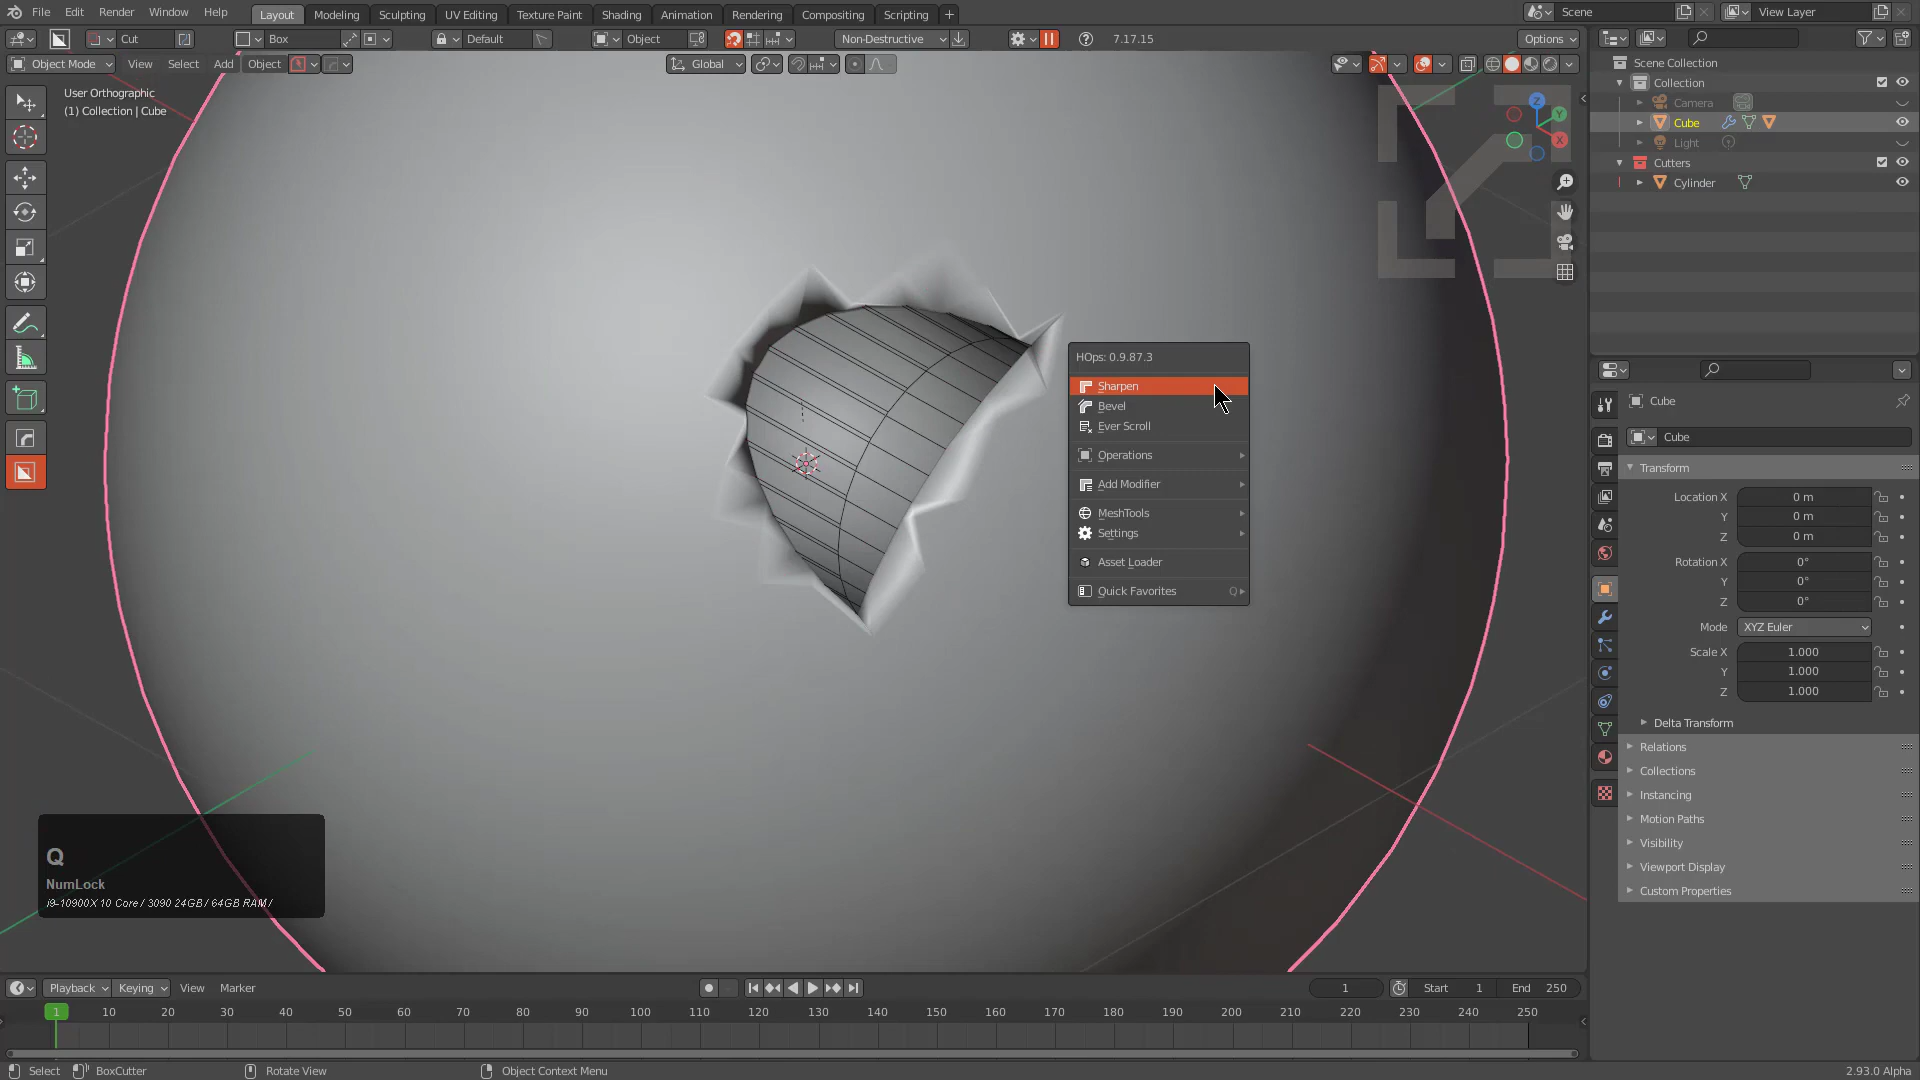 File Edit Render Window Help Layout Modeling Sculpting UV Editing Texture Paint Shading Animation Rendering Compositing Scripting + Scene View Layer
Cut Box Default Object Non-Destructive 7.17.15 Options
Object Mode View Select Add Object Global
User Orthographic
(1) Collection | Cube
Z
Y
X
HOps: 0.9.87.3
Sharpen
Bevel
Ever Scroll
Operations
Add Modifier
MeshTools
Settings
Asset Loader
Quick Favorites Q
Q
NumLock
i9-10900X 10 Core / 3090 24GB / 64GB RAM /
Scene Collection
Collection
Camera
Cube
Light
Cutters
Cylinder
Cube
Cube
Transform
Location X 0 m
Y 0 m
Z 0 m
Rotation X 0°
Y 0°
Z 0°
Mode XYZ Euler
Scale X 1.000
Y 1.000
Z 1.000
Delta Transform
Relations
Collections
Instancing
Motion Paths
Visibility
Viewport Display
Custom Properties
Playback Keying View Marker 1 Start 1 End 250
1 10 20 30 40 50 60 70 80 90 100 110 120 130 140 150 160 170 180 190 200 210 220 230 240 250
Select BoxCutter Rotate View Object Context Menu 2.93.0 Alpha